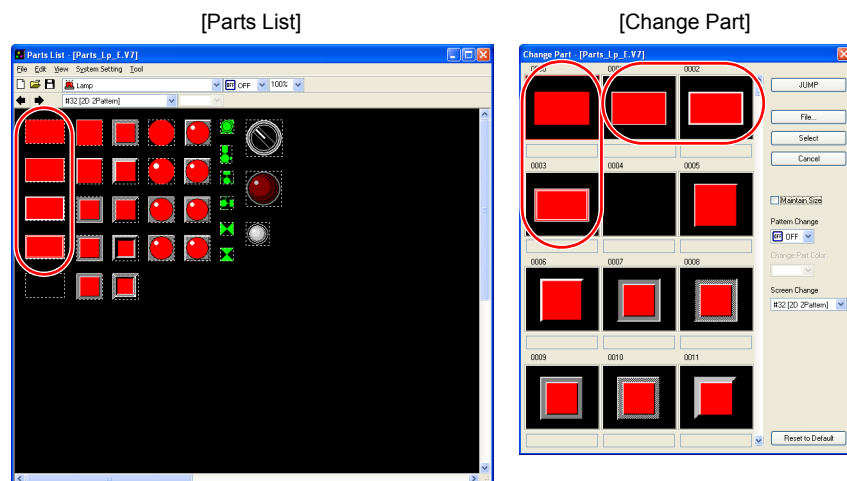 [Parts List]
[Change Part]
Parts List - [Parts_Lp_E.V7]
File Edit View System Setting Tool
Lamp
OFF OFF
100%
#32 [2D 2Pattern]
Change Part - [Parts_Lp_E.V7]
0002
JUMP
File...
Select
Cancel
0003 0004 0005
Maintain Size
Pattern Change
OFF OFF
Change Part Color
0006 0007 0008
Screen Change
#32 [2D 2Pattern]
0009 0010 0011
Reset to Default